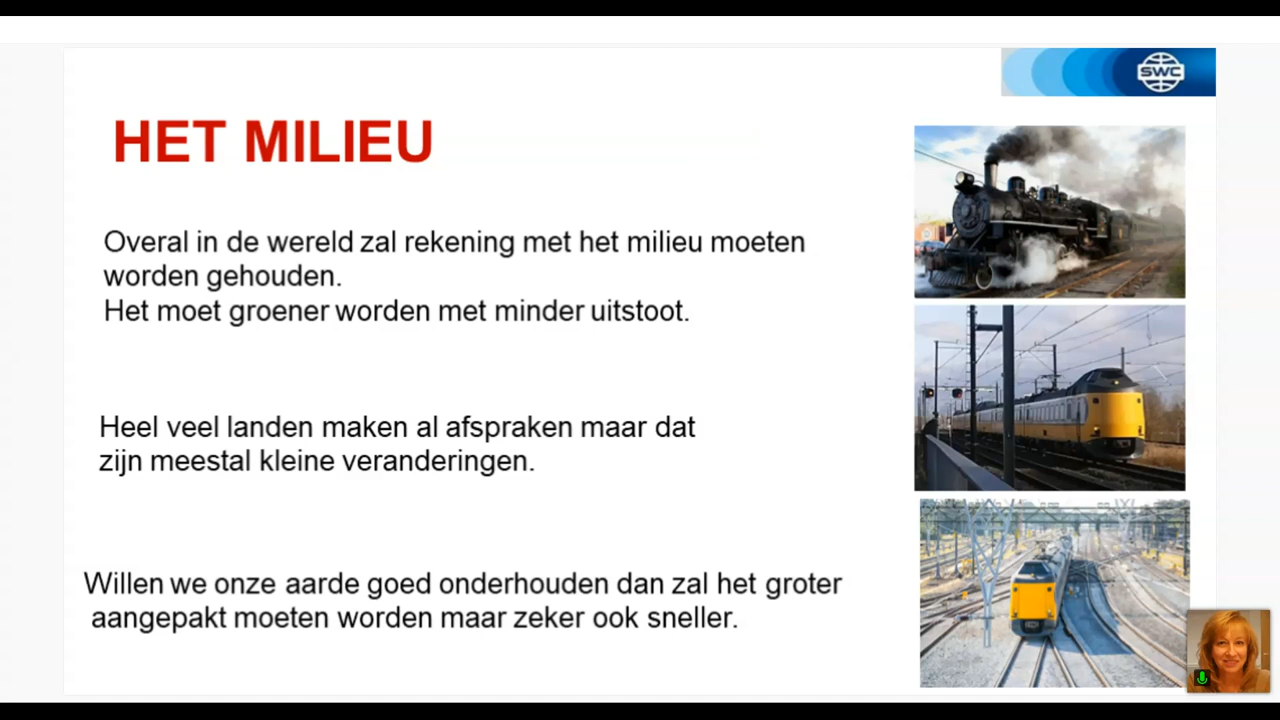 SWC
HET MILIEU
Overal in de wereld zal rekening met het milieu moeten
worden gehouden.
Het moet groener worden met minder uitstoot.
Heel veel landen maken al afspraken maar dat
zijn meestal kleine veranderingen.
Willen we onze aarde goed onderhouden dan zal het groter
aangepakt moeten worden maar zeker ook sneller.